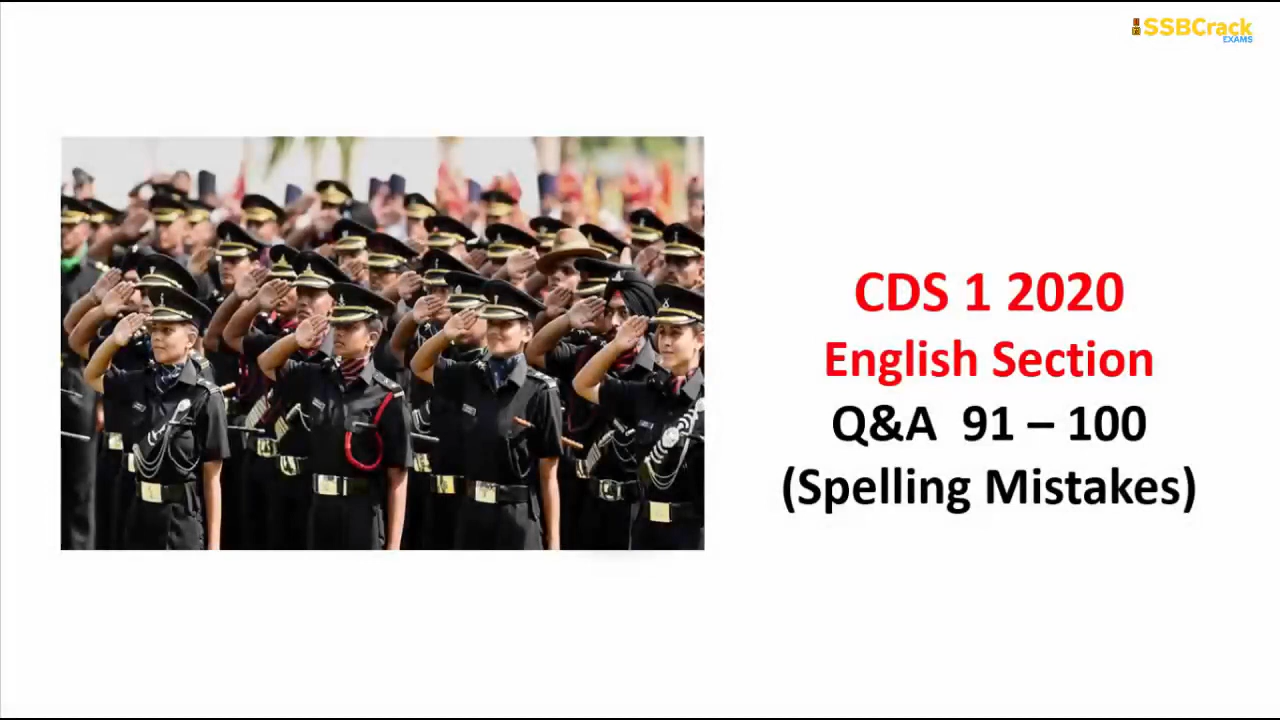 SSBCrack
EXAMS
CDS 1 2020
English Section
Q&A 91 – 100
(Spelling Mistakes)